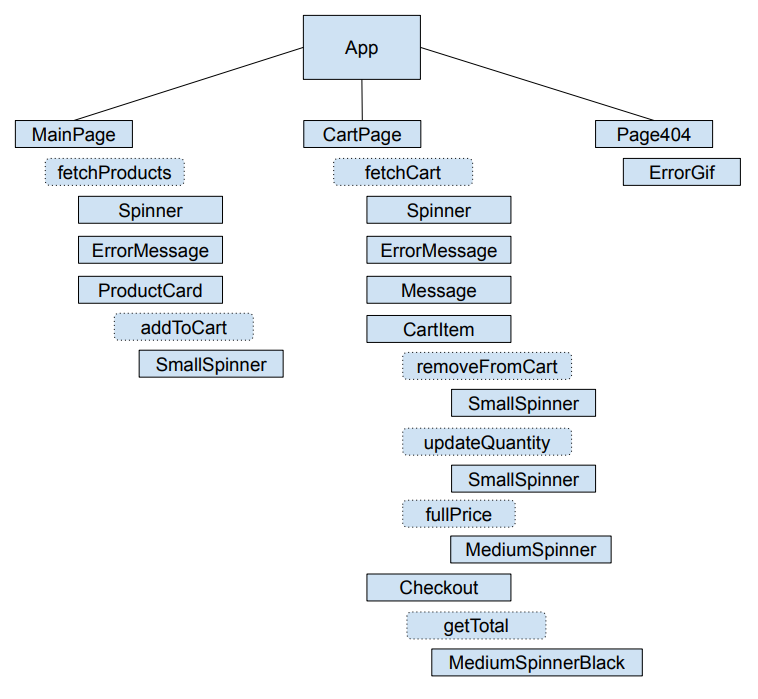 App
MainPage
fetchProducts
Spinner
ErrorMessage
ProductCard
addToCart
SmallSpinner
CartPage
fetchCart
Spinner
ErrorMessage
Message
CartItem
removeFromCart
SmallSpinner
updateQuantity
SmallSpinner
fullPrice
MediumSpinner
Checkout
getTotal
MediumSpinnerBlack
Page404
ErrorGif